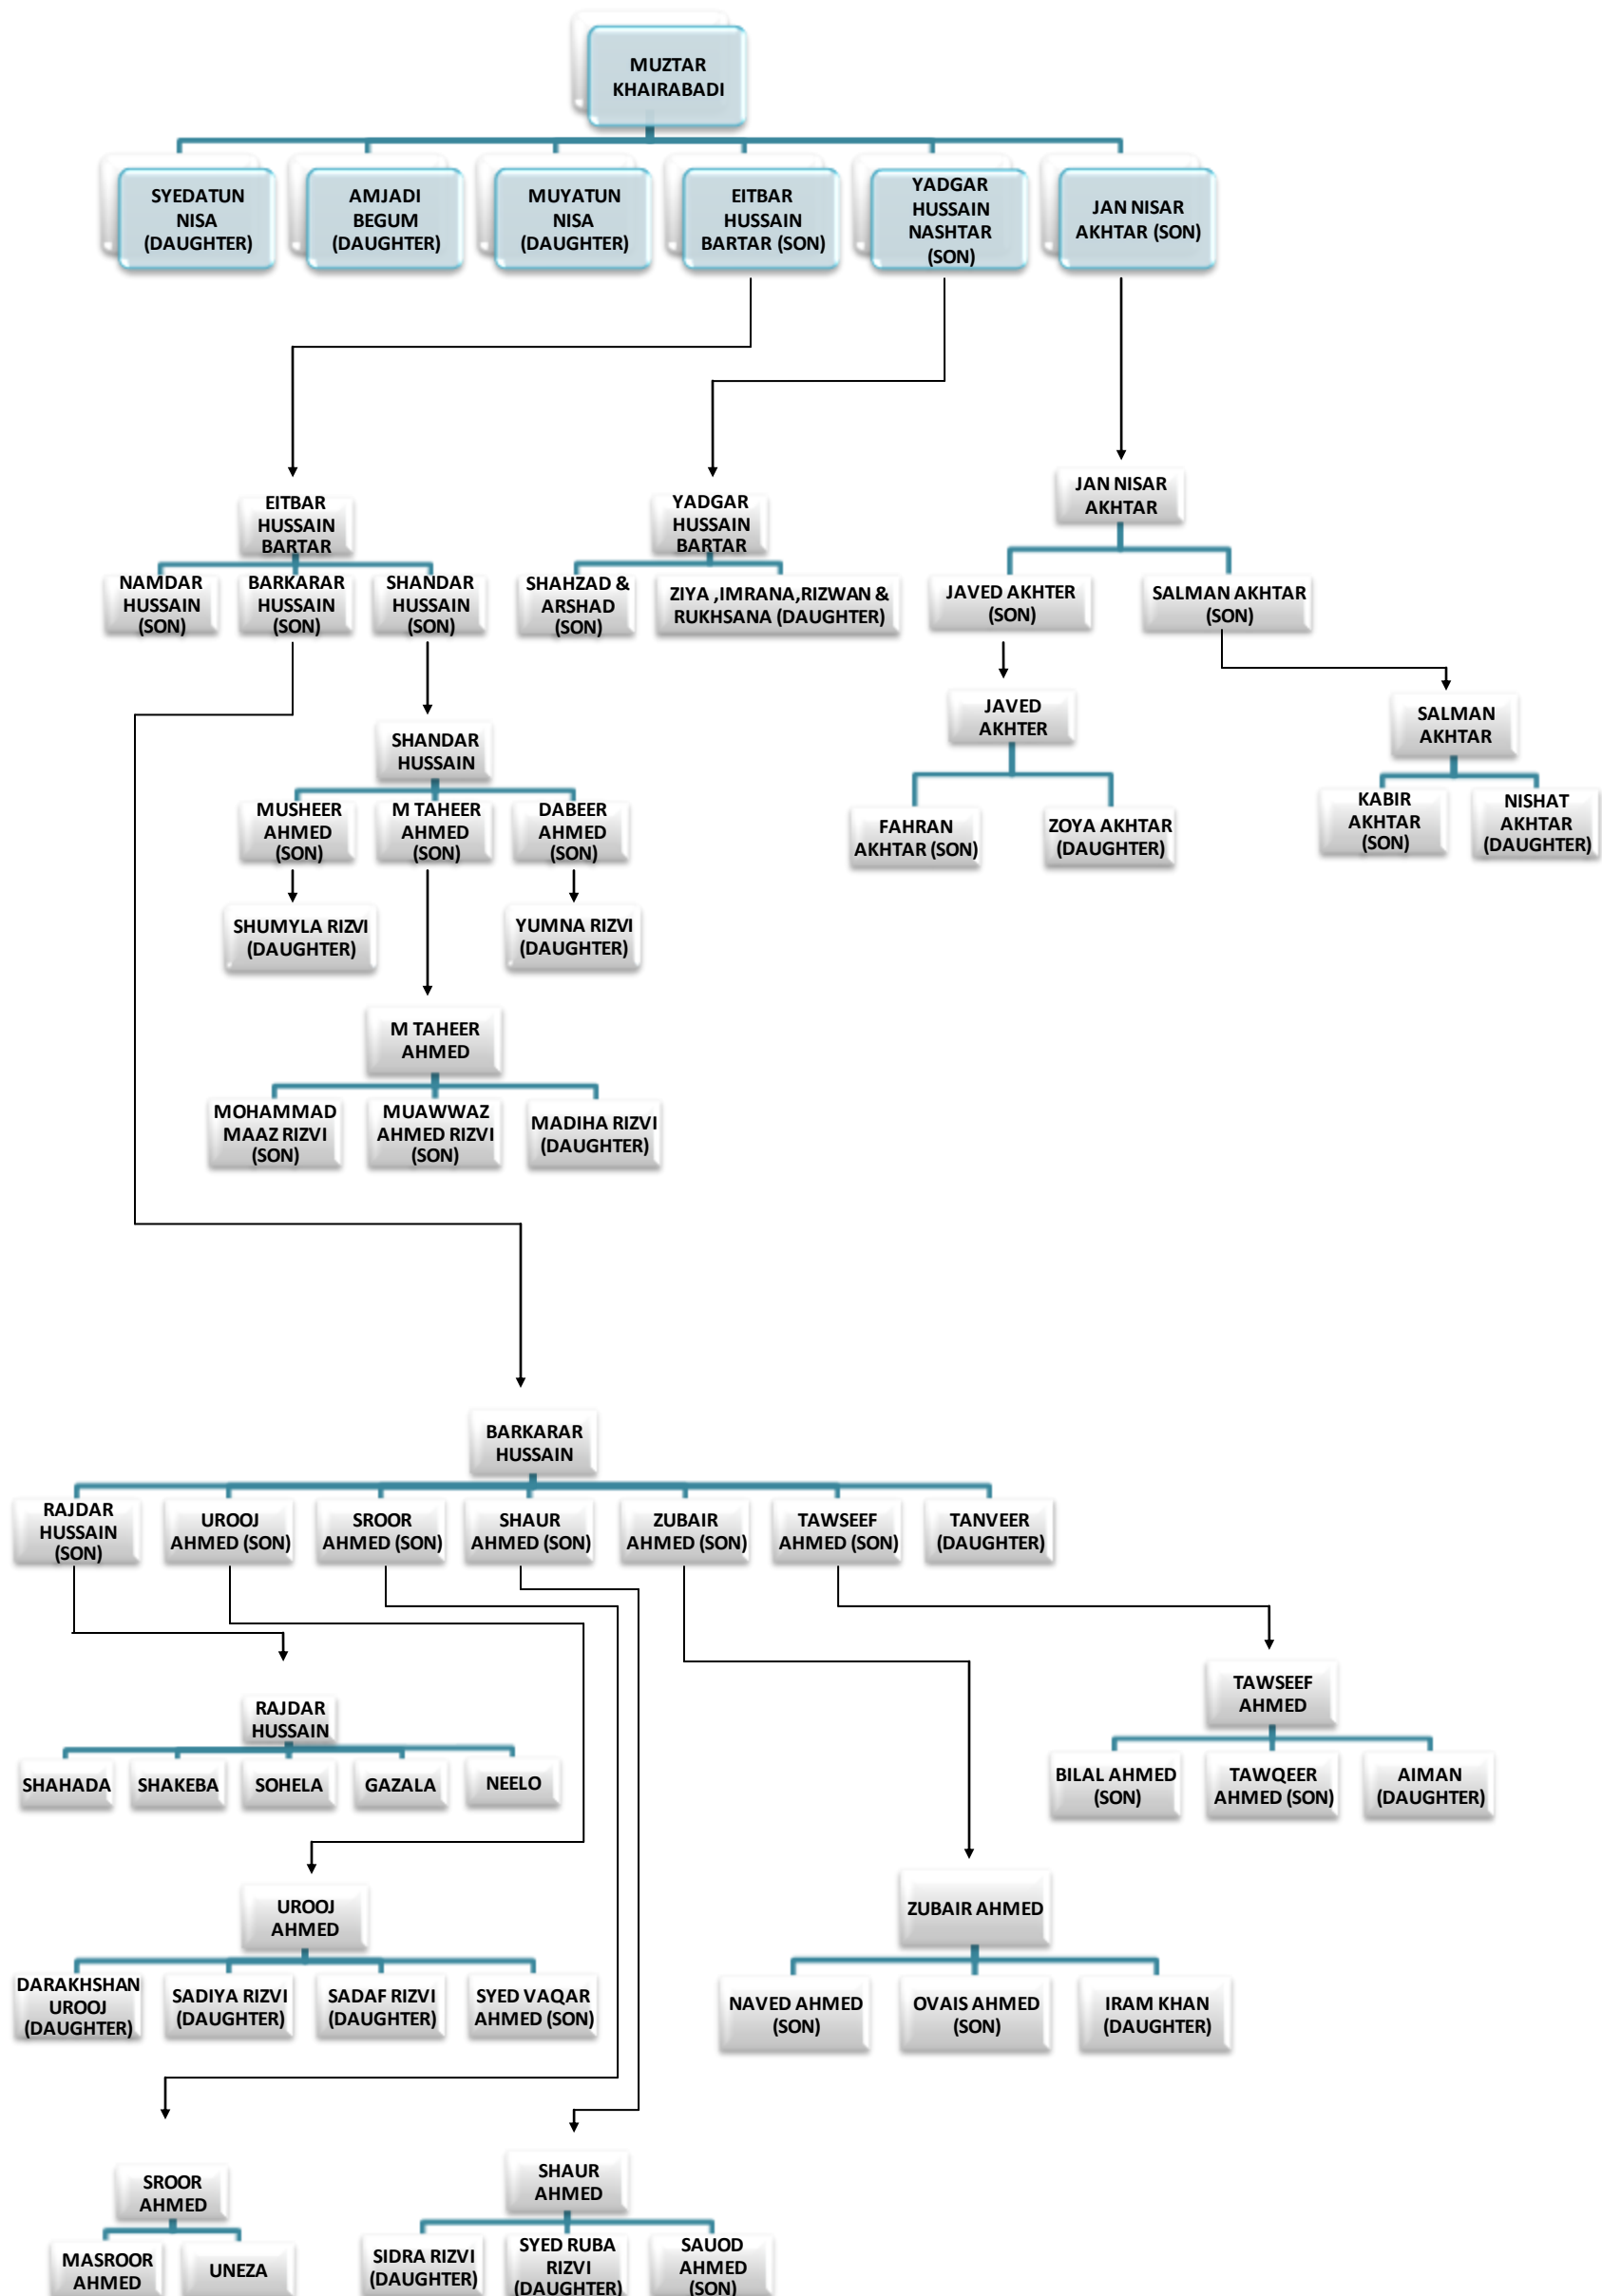 MUZTAR
KHAIRABADI
SYEDATUN
NISA
(DAUGHTER)
AMJADI
BEGUM
(DAUGHTER)
MUYATUN
NISA
(DAUGHTER)
EITBAR
HUSSAIN
BARTAR (SON)
YADGAR
HUSSAIN
NASHTAR
(SON)
JAN NISAR
AKHTAR (SON)
EITBAR
HUSSAIN
BARTAR
NAMDAR
HUSSAIN
(SON)
BARKARAR
HUSSAIN
(SON)
SHANDAR
HUSSAIN
(SON)
YADGAR
HUSSAIN
BARTAR
SHAHZAD &
ARSHAD
(SON)
ZIYA ,IMRANA,RIZWAN &
RUKHSANA (DAUGHTER)
JAN NISAR
AKHTAR
JAVED AKHTER
(SON)
SALMAN AKHTAR
(SON)
JAVED
AKHTER
FAHRAN
AKHTAR (SON)
ZOYA AKHTAR
(DAUGHTER)
SALMAN
AKHTAR
KABIR
AKHTAR
(SON)
NISHAT
AKHTAR
(DAUGHTER)
SHANDAR
HUSSAIN
MUSHEER
AHMED
(SON)
M TAHEER
AHMED
(SON)
DABEER
AHMED
(SON)
SHUMYLA RIZVI
(DAUGHTER)
YUMNA RIZVI
(DAUGHTER)
M TAHEER
AHMED
MOHAMMAD
MAAZ RIZVI
(SON)
MUAWWAZ
AHMED RIZVI
(SON)
MADIHA RIZVI
(DAUGHTER)
BARKARAR
HUSSAIN
RAJDAR
HUSSAIN
(SON)
UROOJ
AHMED (SON)
SROOR
AHMED (SON)
SHAUR
AHMED (SON)
ZUBAIR
AHMED (SON)
TAWSEEF
AHMED (SON)
TANVEER
(DAUGHTER)
RAJDAR
HUSSAIN
SHAHADA
SHAKEBA
SOHELA
GAZALA
NEELO
TAWSEEF
AHMED
BILAL AHMED
(SON)
TAWQEER
AHMED (SON)
AIMAN
(DAUGHTER)
UROOJ
AHMED
DARAKHSHAN
UROOJ
(DAUGHTER)
SADIYA RIZVI
(DAUGHTER)
SADAF RIZVI
(DAUGHTER)
SYED VAQAR
AHMED (SON)
ZUBAIR AHMED
NAVED AHMED
(SON)
OVAIS AHMED
(SON)
IRAM KHAN
(DAUGHTER)
SROOR
AHMED
MASROOR
AHMED
UNEZA
SHAUR
AHMED
SIDRA RIZVI
(DAUGHTER)
SYED RUBA
RIZVI
(DAUGHTER)
SAUOD
AHMED
(SON)